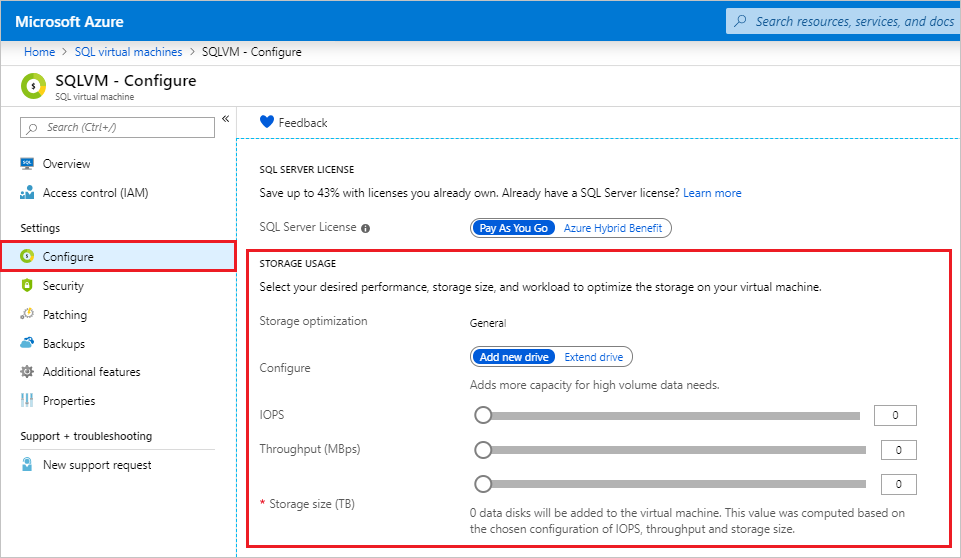 Microsoft Azure
Search resources, services, and docs
Home > SQL virtual machines > SQLVM - Configure
SQLVM - Configure
SQL virtual machine
Search (Ctrl+/)
«
Overview
Access control (IAM)
Settings
Configure
Security
Patching
Backups
Additional features
Properties
Support + troubleshooting
New support request
Feedback
SQL SERVER LICENSE
Save up to 43% with licenses you already own. Already have a SQL Server license? Learn more
SQL Server License
Pay As You Go Azure Hybrid Benefit
STORAGE USAGE
Select your desired performance, storage size, and workload to optimize the storage on your virtual machine.
Storage optimization General
Configure
Add new drive Extend drive
Adds more capacity for high volume data needs.
IOPS 0
Throughput (MBps) 0
* Storage size (TB) 0
0 data disks will be added to the virtual machine. This value was computed based on
the chosen configuration of IOPS, throughput and storage size.